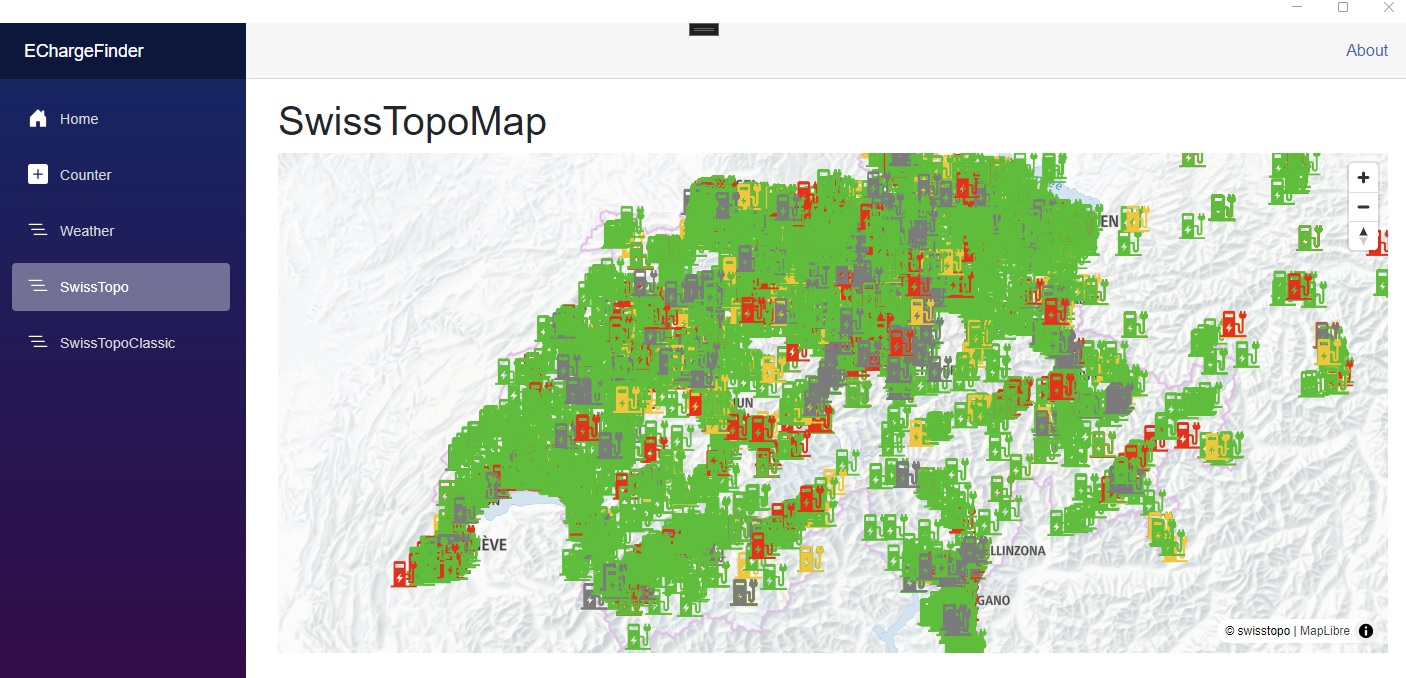 EChargeFinder
About
Home
Counter
Weather
SwissTopo
SwissTopoClassic
SwissTopoMap
EN
UN
ÈVE
LLINZONA
GANO
© swisstopo | MapLibre